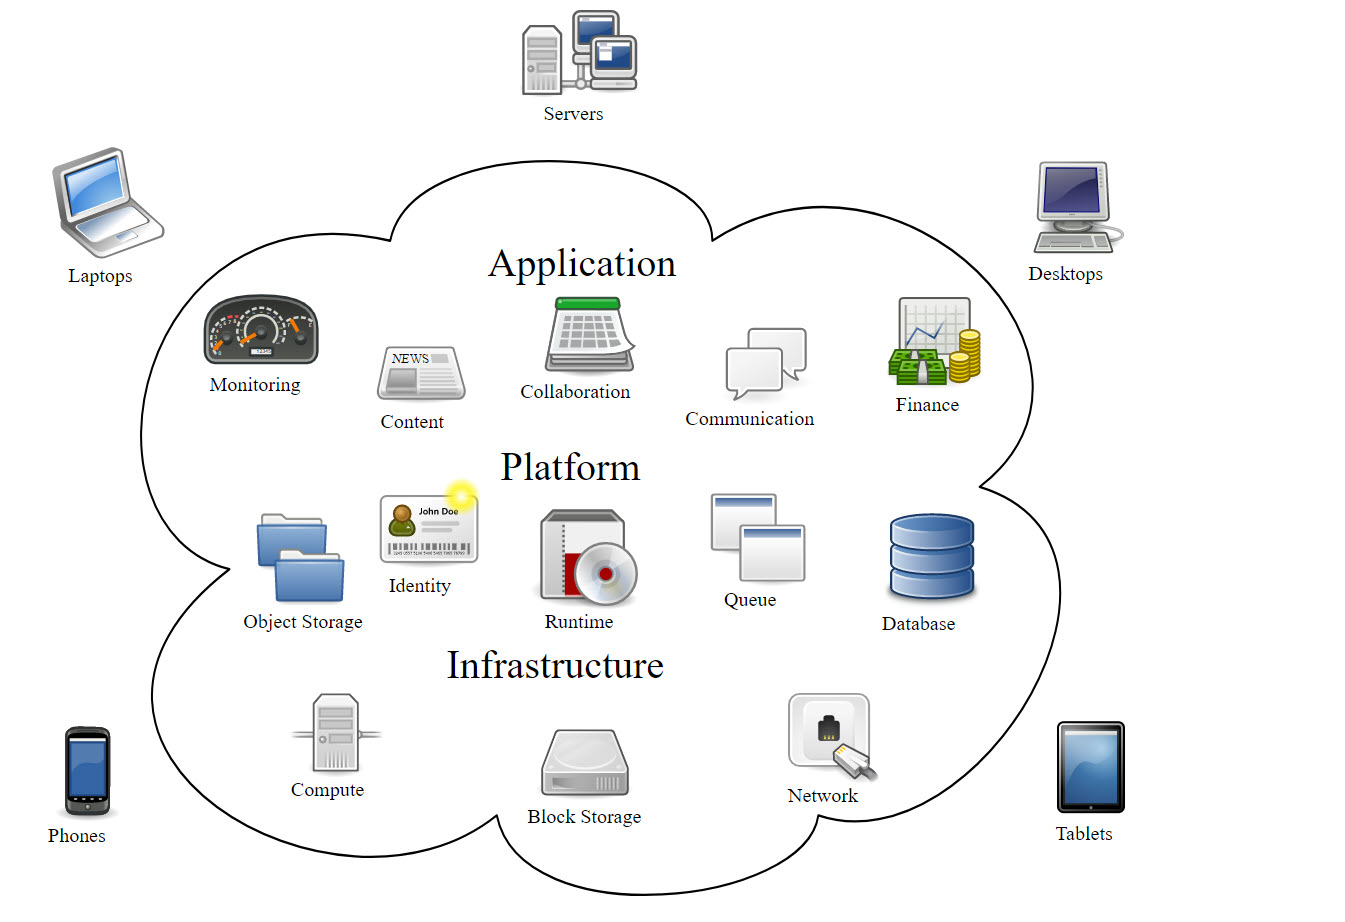 Servers
Laptops
Desktops
Application
Monitoring
NEWS
Content
Collaboration
Communication
Finance
Platform
John Doe
Object Storage
Identity
Runtime
Queue
Database
Infrastructure
Compute
Block Storage
Network
Phones
Tablets